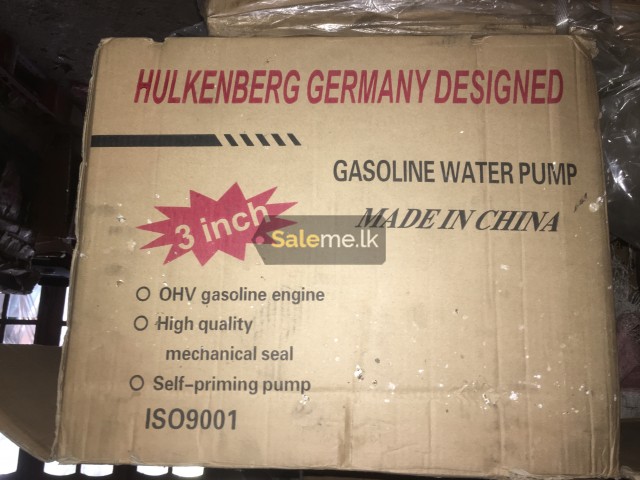 HULKENBERG GERMANY DESIGNED
GASOLINE WATER PUMP
3 inch
MADE IN CHINA
Saleme.lk
OHV gasoline engine
High quality
mechanical seal
Self-priming pump
ISO9001